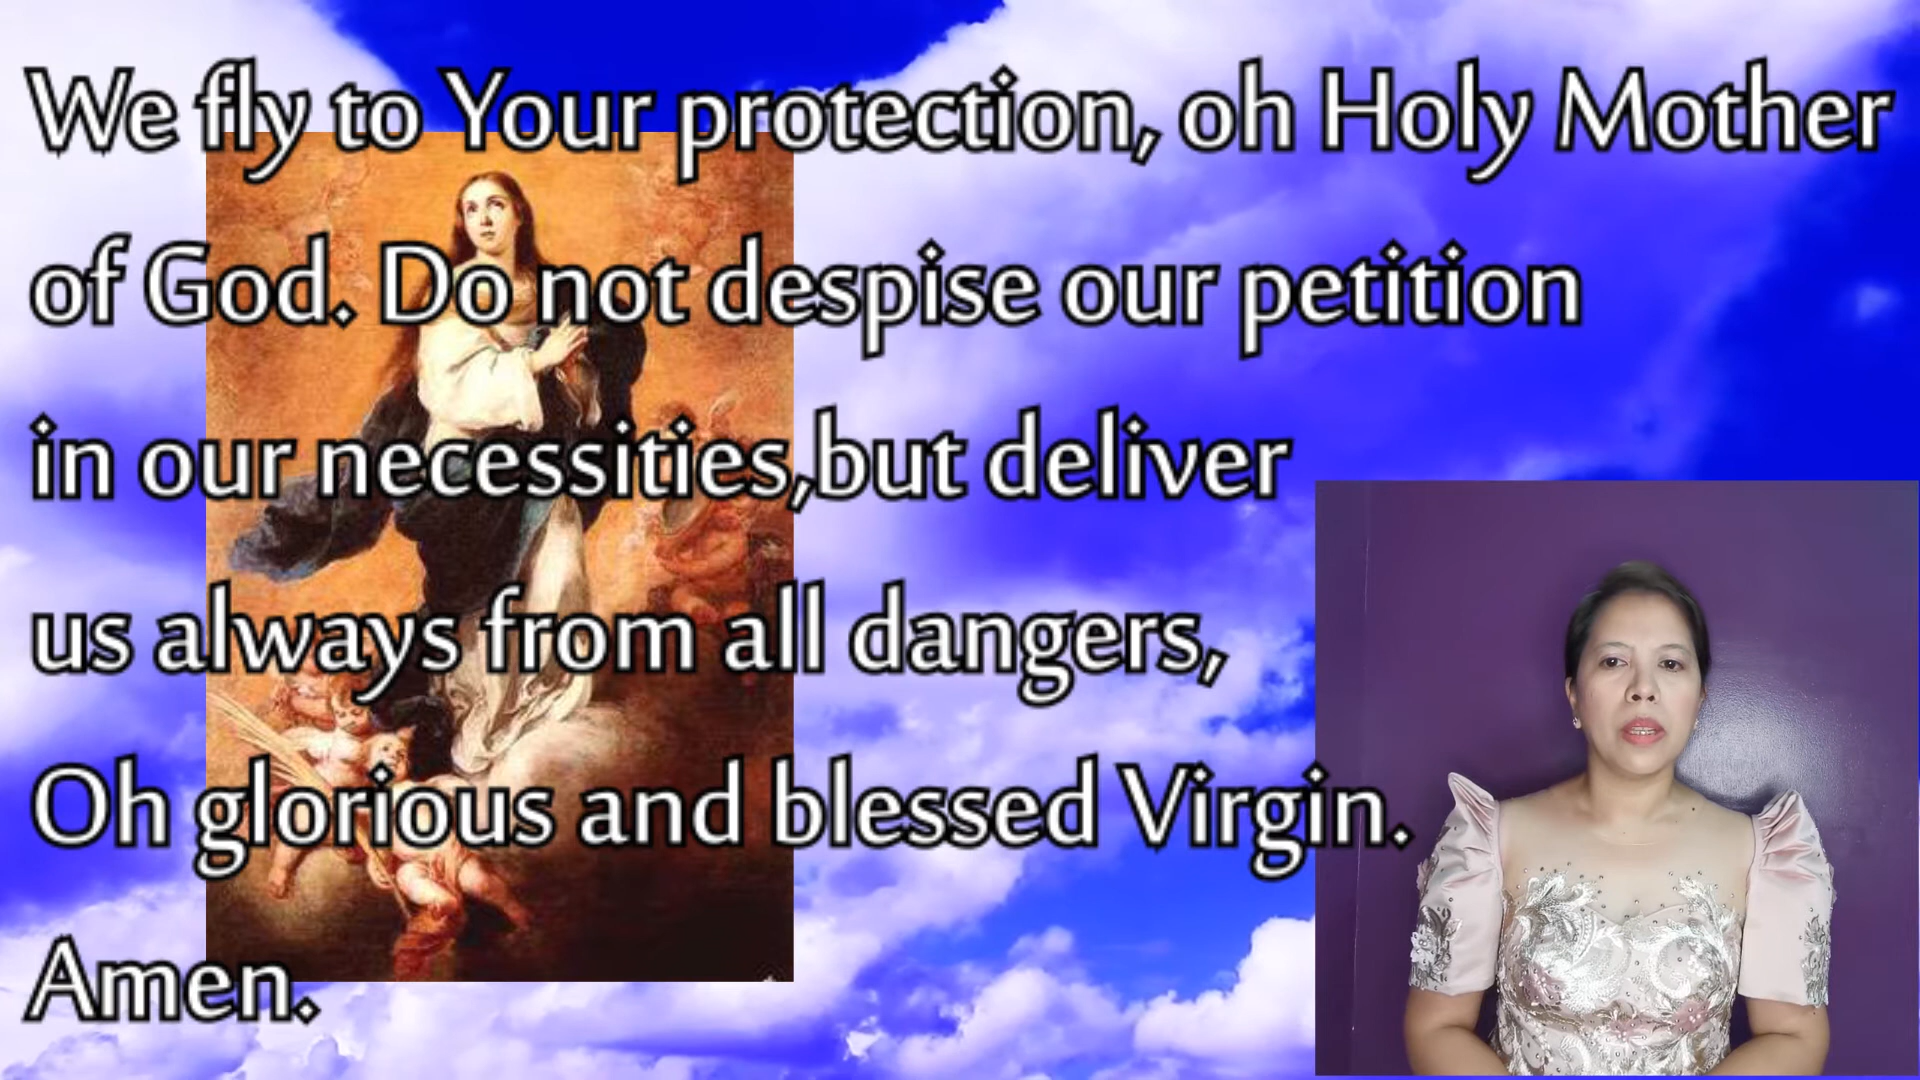 We fly to Your protection, oh Holy Mother
of God. Do not despise our petition
in our necessities,but deliver
us always from all dangers,
Oh glorious and blessed Virgin.
Amen.